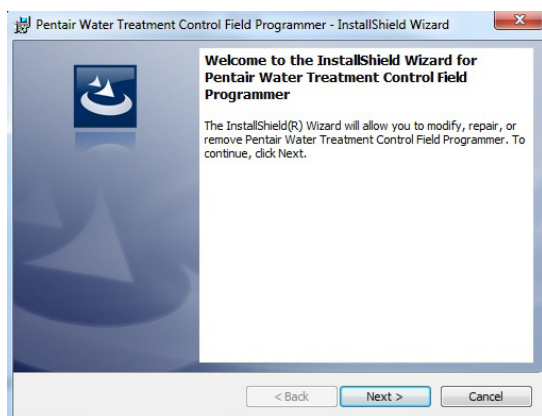 Pentair Water Treatment Control Field Programmer - InstallShield Wizard
Welcome to the InstallShield Wizard for
Pentair Water Treatment Control Field
Programmer
The InstallShield(R) Wizard will allow you to modify, repair, or
remove Pentair Water Treatment Control Field Programmer. To
continue, click Next.
< Back Next > Cancel